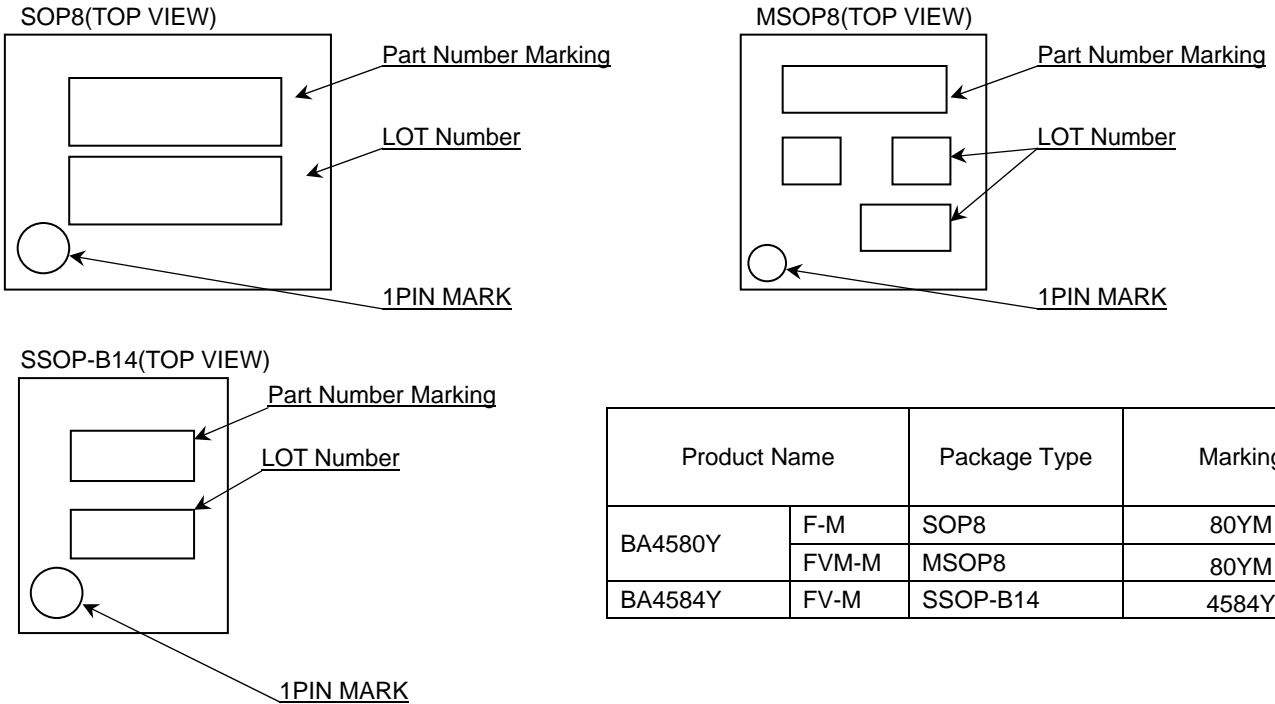 SOP8(TOP VIEW)
Part Number Marking
LOT Number
1PIN MARK
MSOP8(TOP VIEW)
Part Number Marking
LOT Number
1PIN MARK
SSOP-B14(TOP VIEW)
Part Number Marking
LOT Number
1PIN MARK
Product Name Package Type Marking
BA4580Y F-M SOP8 80YM
FVM-M MSOP8 80YM
BA4584Y FV-M SSOP-B14 4584Y